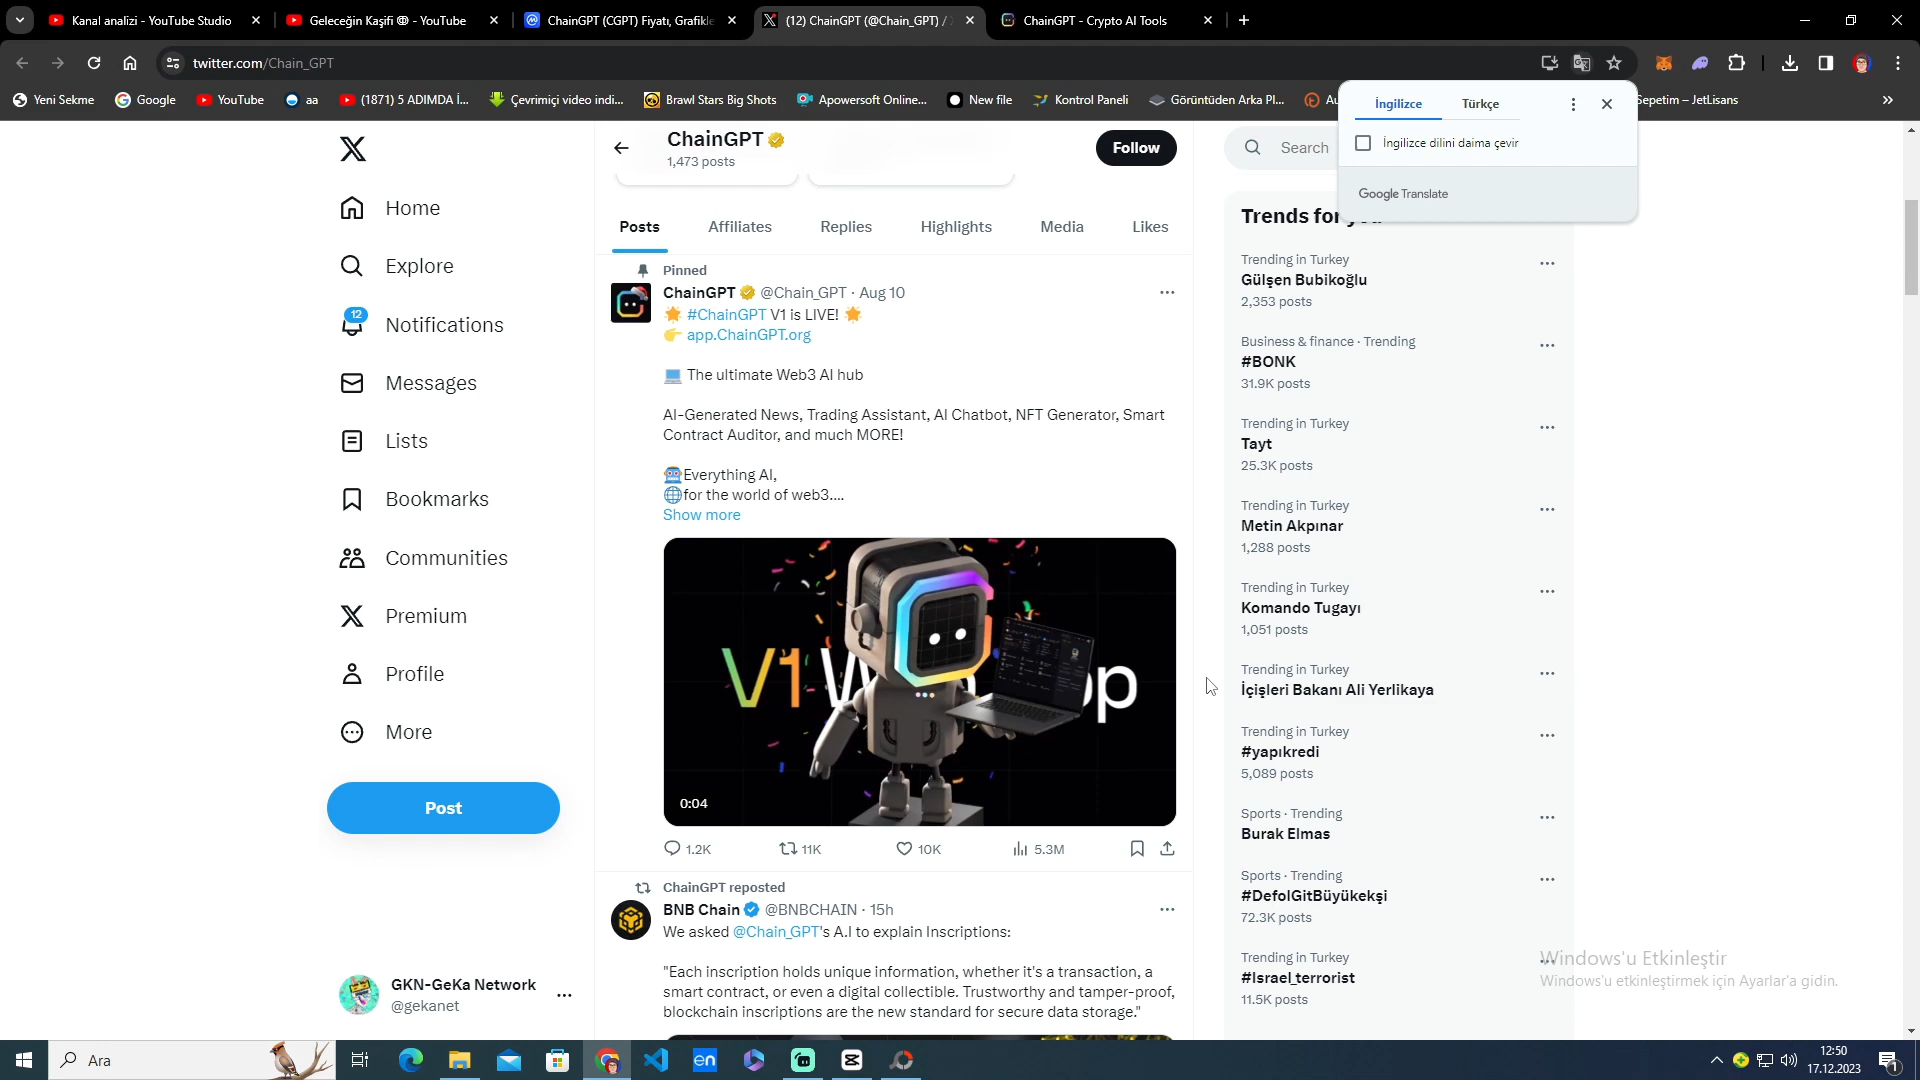 Kanal analizi - YouTube Studio
Geleceğin Kaşifi - YouTube
ChainGPT (CGPT) Fiyatı, Grafikle
(12) ChainGPT (@Chain_GPT) /
ChainGPT - Crypto AI Tools
twitter.com/Chain_GPT
Yeni Sekme
Google
YouTube
aa
(1871) 5 ADIMDA İ...
Çevrimiçi video indi...
Brawl Stars Big Shots
Apowersoft Online...
New file
Kontrol Paneli
Görüntüden Arka Pl...
Sepetim – JetLisans
İngilizce
Türkçe
İngilizce dilini daima çevir
Google Translate
Home
Explore
12
Notifications
Messages
Lists
Bookmarks
Communities
Premium
Profile
More
Post
GKN-GeKa Network
@gekanet
ChainGPT
1,473 posts
Follow
Posts
Affiliates
Replies
Highlights
Media
Likes
Pinned
ChainGPT @Chain_GPT · Aug 10
🌟 #ChainGPT V1 is LIVE! 🌟
👉 app.ChainGPT.org
💻 The ultimate Web3 AI hub
AI-Generated News, Trading Assistant, AI Chatbot, NFT Generator, Smart
Contract Auditor, and much MORE!
🤖Everything AI,
🌐for the world of web3....
Show more
V1 W p
0:04
1.2K
11K
10K
5.3M
ChainGPT reposted
BNB Chain @BNBCHAIN · 15h
We asked @Chain_GPT's A.I to explain Inscriptions:
"Each inscription holds unique information, whether it's a transaction, a
smart contract, or even a digital collectible. Trustworthy and tamper-proof,
blockchain inscriptions are the new standard for secure data storage."
Search
Trends for you
Trending in Turkey
Gülşen Bubikoğlu
2,353 posts
Business & finance · Trending
#BONK
31.9K posts
Trending in Turkey
Tayt
25.3K posts
Trending in Turkey
Metin Akpınar
1,288 posts
Trending in Turkey
Komando Tugayı
1,051 posts
Trending in Turkey
İçişleri Bakanı Ali Yerlikaya
Trending in Turkey
#yapıkredi
5,089 posts
Sports · Trending
Burak Elmas
Sports · Trending
#DefolGitBüyükekşi
72.3K posts
Trending in Turkey
#Israel_terrorist
11.5K posts
Windows'u Etkinleştir
Windows'u etkinleştirmek için Ayarlar'a gidin.
Ara
en
12:50
17.12.2023
1